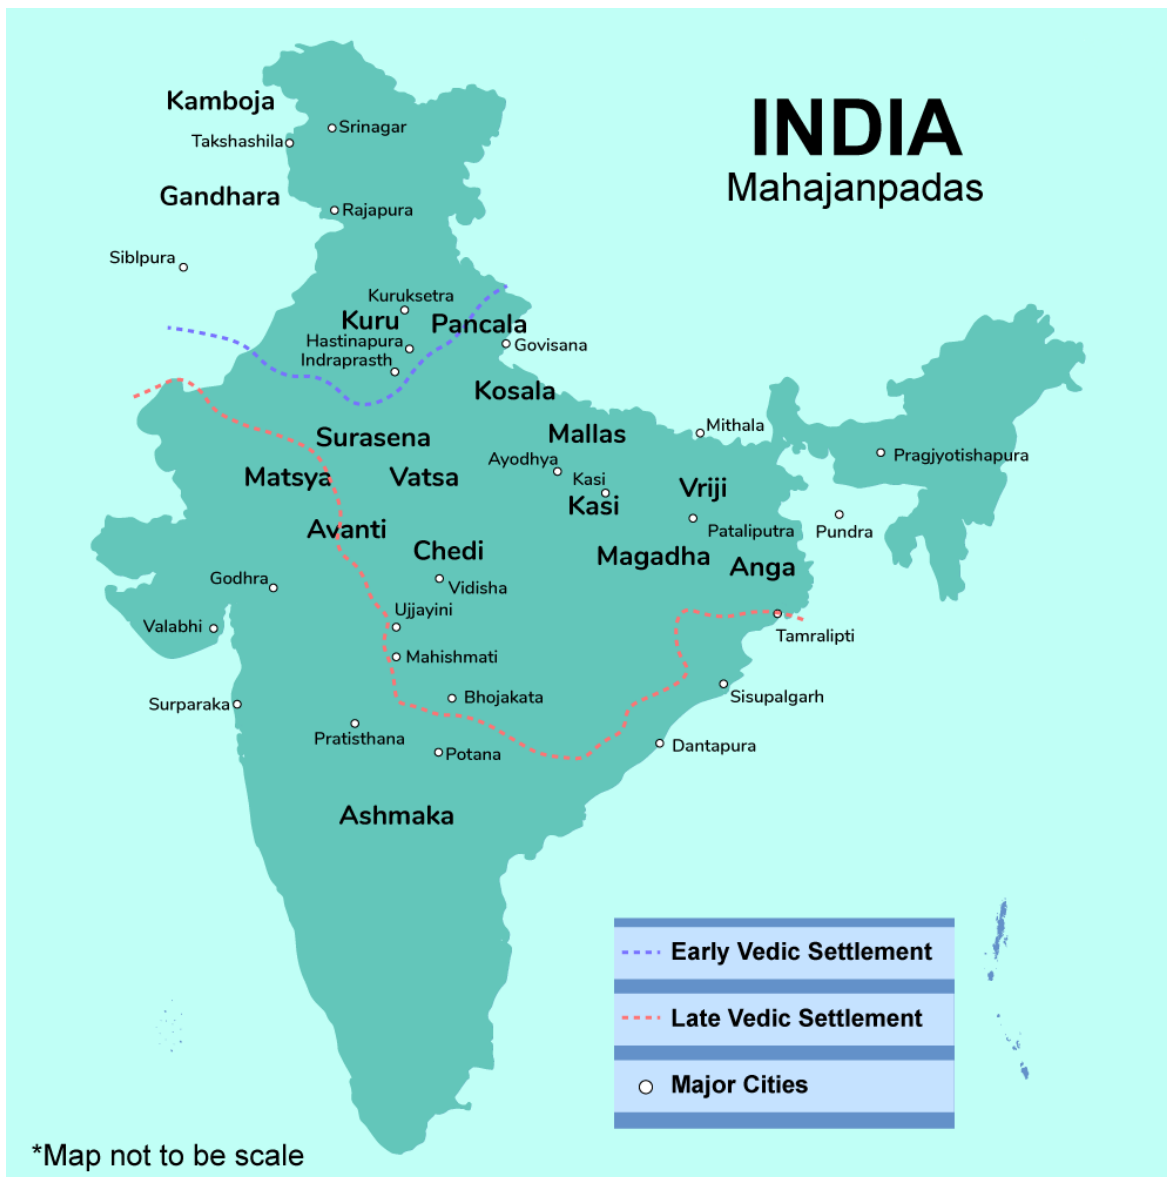 INDIA
Mahajanpadas
Kamboja
Srinagar
Takshashila
Gandhara
Rajapura
Siblpura
Kuruksetra
Kuru
Pancala
Hastinapura
Govisana
Indraprasth
Kosala
Surasena
Mallas
Mithala
Ayodhya
Pragjyotishapura
Matsya
Vatsa
Kasi
Vriji
Kasi
Avanti
Pataliputra
Pundra
Chedi
Magadha
Anga
Godhra
Vidisha
Ujjayini
Valabhi
Tamralipti
Mahishmati
Bhojakata
Sisupalgarh
Surparaka
Pratisthana
Potana
Dantapura
Ashmaka
Early Vedic Settlement
Late Vedic Settlement
Major Cities
*Map not to be scale